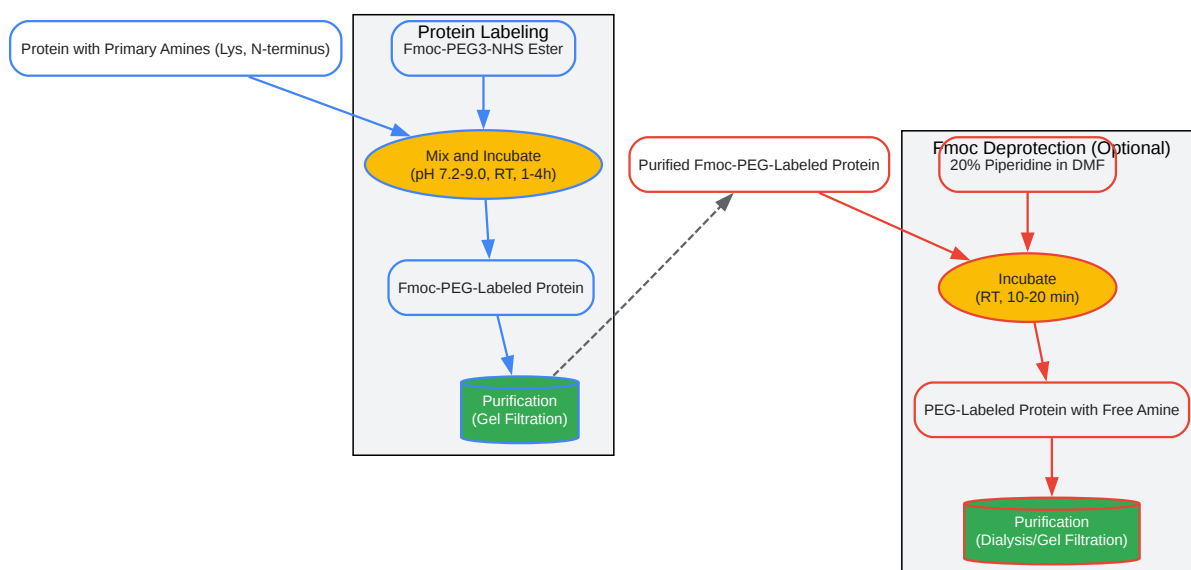 Protein Labeling
Protein with Primary Amines (Lys, N-terminus)
Fmoc-PEG3-NHS Ester
Mix and Incubate
(pH 7.2-9.0, RT, 1-4h)
Fmoc-PEG-Labeled Protein
Purification
(Gel Filtration)
Purified Fmoc-PEG-Labeled Protein
Fmoc Deprotection (Optional)
20% Piperidine in DMF
Incubate
(RT, 10-20 min)
PEG-Labeled Protein with Free Amine
Purification
(Dialysis/Gel Filtration)